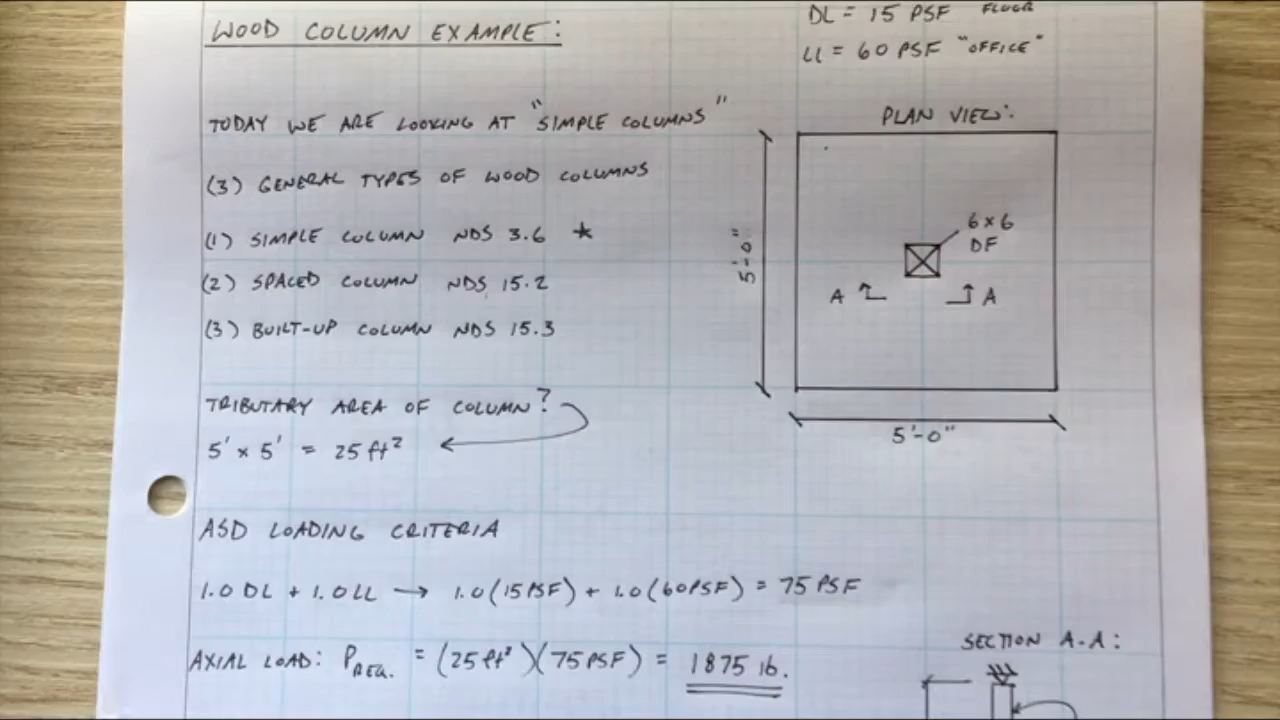 WOOD COLUMN EXAMPLE:
DL = 15 PSF FLOOR
LL = 60 PSF "OFFICE"
TODAY WE ARE LOOKING AT "SIMPLE COLUMNS"
(3) GENERAL TYPES OF WOOD COLUMNS
(1) SIMPLE COLUMN NDS 3.6 ★
(2) SPACED COLUMN NDS 15.2
(3) BUILT-UP COLUMN NDS 15.3
PLAN VIEW:
6x6
DF
5'-0"
A A
5'-0"
TRIBUTARY AREA OF COLUMN?
5' x 5' = 25 ft²
ASD LOADING CRITERIA
1.0 DL + 1.0 LL → 1.0 (15 PSF) + 1.0 (60 PSF) = 75 PSF
AXIAL LOAD: P REQ. = (25 ft²)(75 PSF) = 1875 lb.
SECTION A-A: